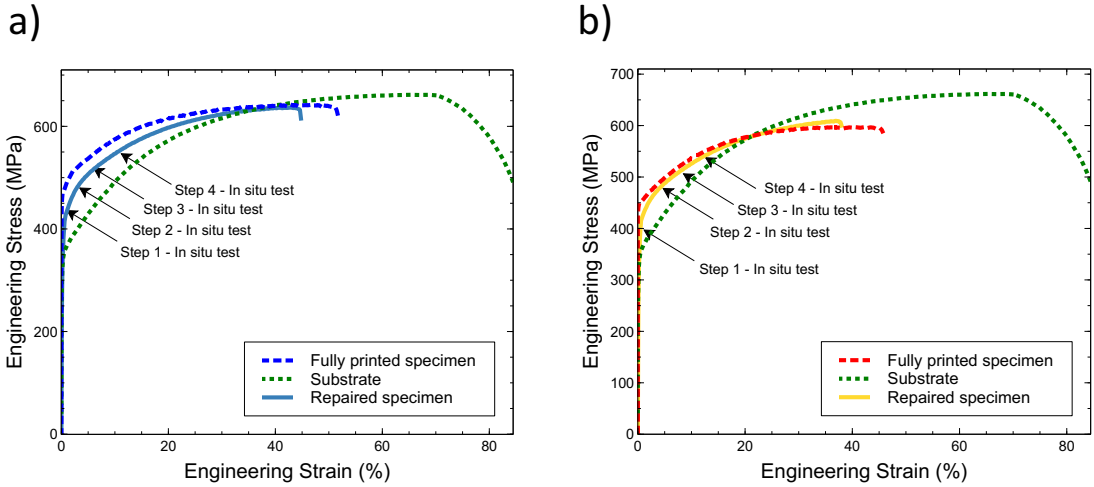 a)
Engineering Stress (MPa)
600
400
200
0
0 20 40 60 80
Engineering Strain (%)
Step 4 - In situ test
Step 3 - In situ test
Step 2 - In situ test
Step 1 - In situ test
Fully printed specimen
Substrate
Repaired specimen
b)
Engineering Stress (MPa)
700
600
500
400
300
200
100
0
0 20 40 60 80
Engineering Strain (%)
Step 4 - In situ test
Step 3 - In situ test
Step 2 - In situ test
Step 1 - In situ test
Fully printed specimen
Substrate
Repaired specimen